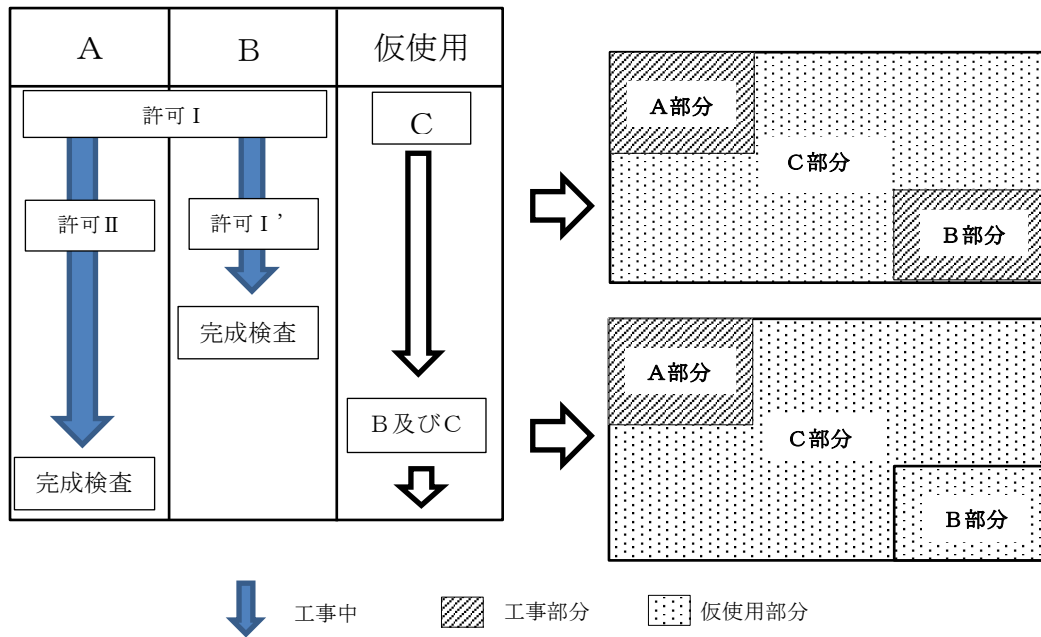 A
B
仮使用
許可Ⅰ
C
許可Ⅱ
許可Ⅰ’
完成検査
B及びC
完成検査
A部分
C部分
B部分
A部分
C部分
B部分
工事中
工事部分
仮使用部分